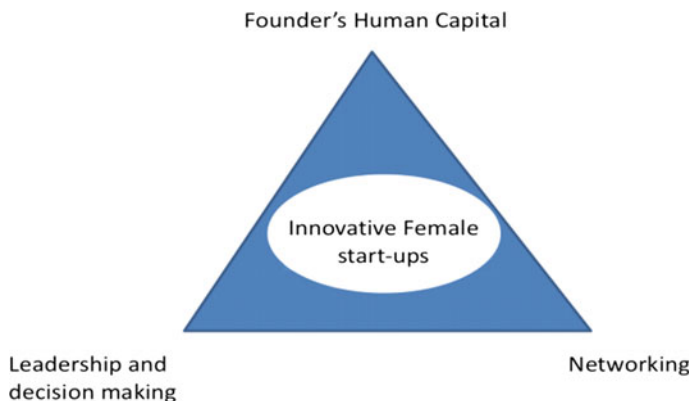 Founder's Human Capital
Innovative Female
start-ups
Leadership and
decision making
Networking